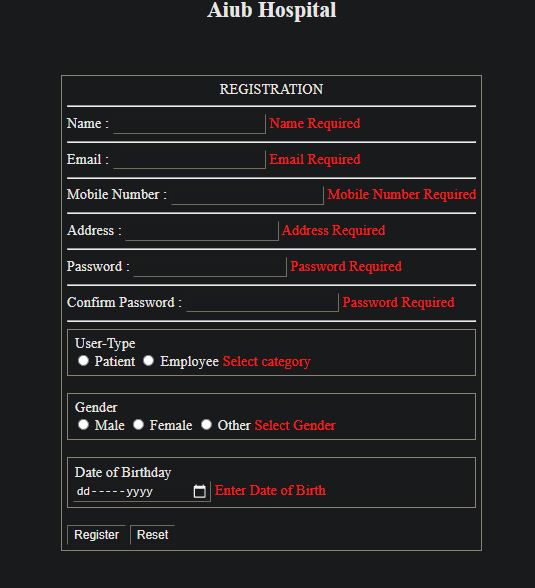 Aiub Hospital
REGISTRATION
Name : Name Required
Email : Email Required
Mobile Number : Mobile Number Required
Address : Address Required
Password : Password Required
Confirm Password : Password Required
User-Type
Patient Employee Select category
Gender
Male Female Other Select Gender
Date of Birthday
dd-----yyyy Enter Date of Birth
Register Reset